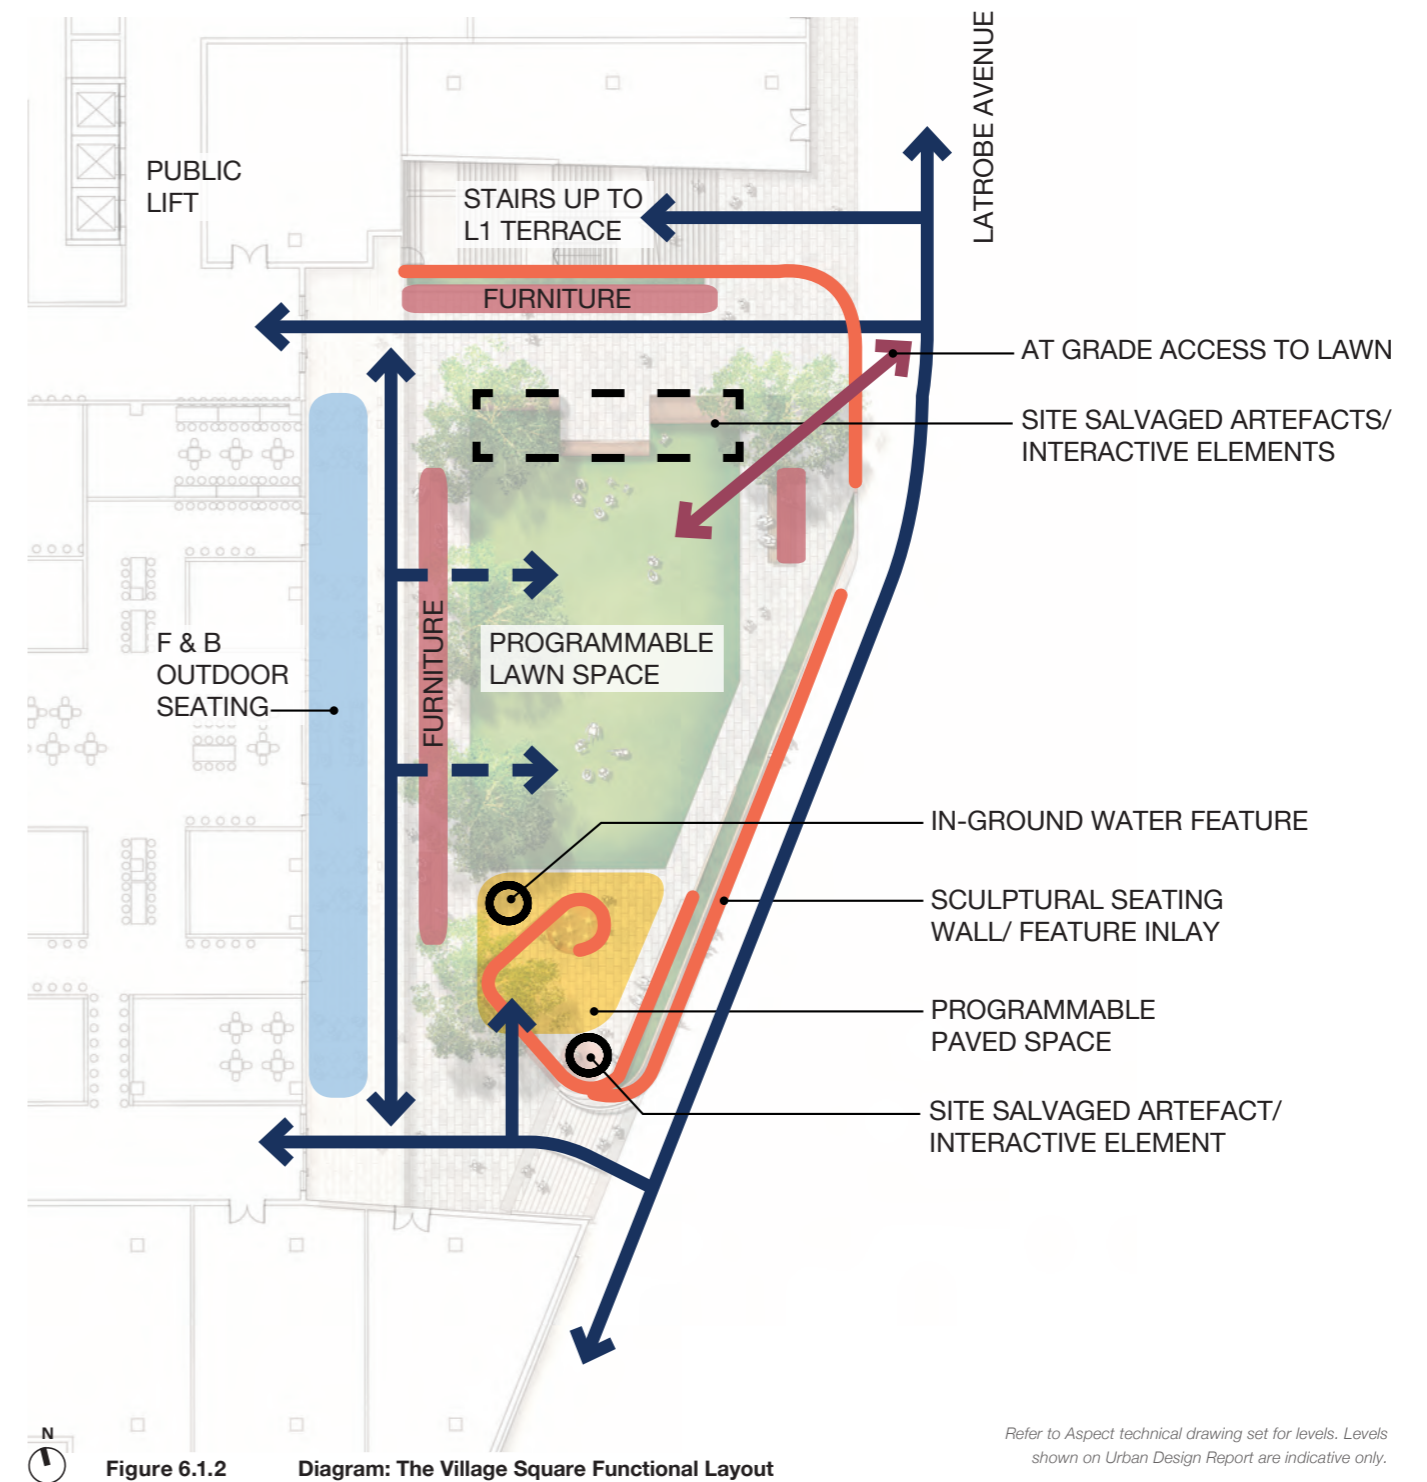 LATROBE AVENUE
PUBLIC
LIFT
STAIRS UP TO
L1 TERRACE
FURNITURE
AT GRADE ACCESS TO LAWN
SITE SALVAGED ARTEFACTS/
INTERACTIVE ELEMENTS
F & B
OUTDOOR
SEATING
FURNITURE
PROGRAMMABLE
LAWN SPACE
IN-GROUND WATER FEATURE
SCULPTURAL SEATING
WALL/ FEATURE INLAY
PROGRAMMABLE
PAVED SPACE
SITE SALVAGED ARTEFACT/
INTERACTIVE ELEMENT
N
Figure 6.1.2 Diagram: The Village Square Functional Layout
Refer to Aspect technical drawing set for levels. Levels
shown on Urban Design Report are indicative only.